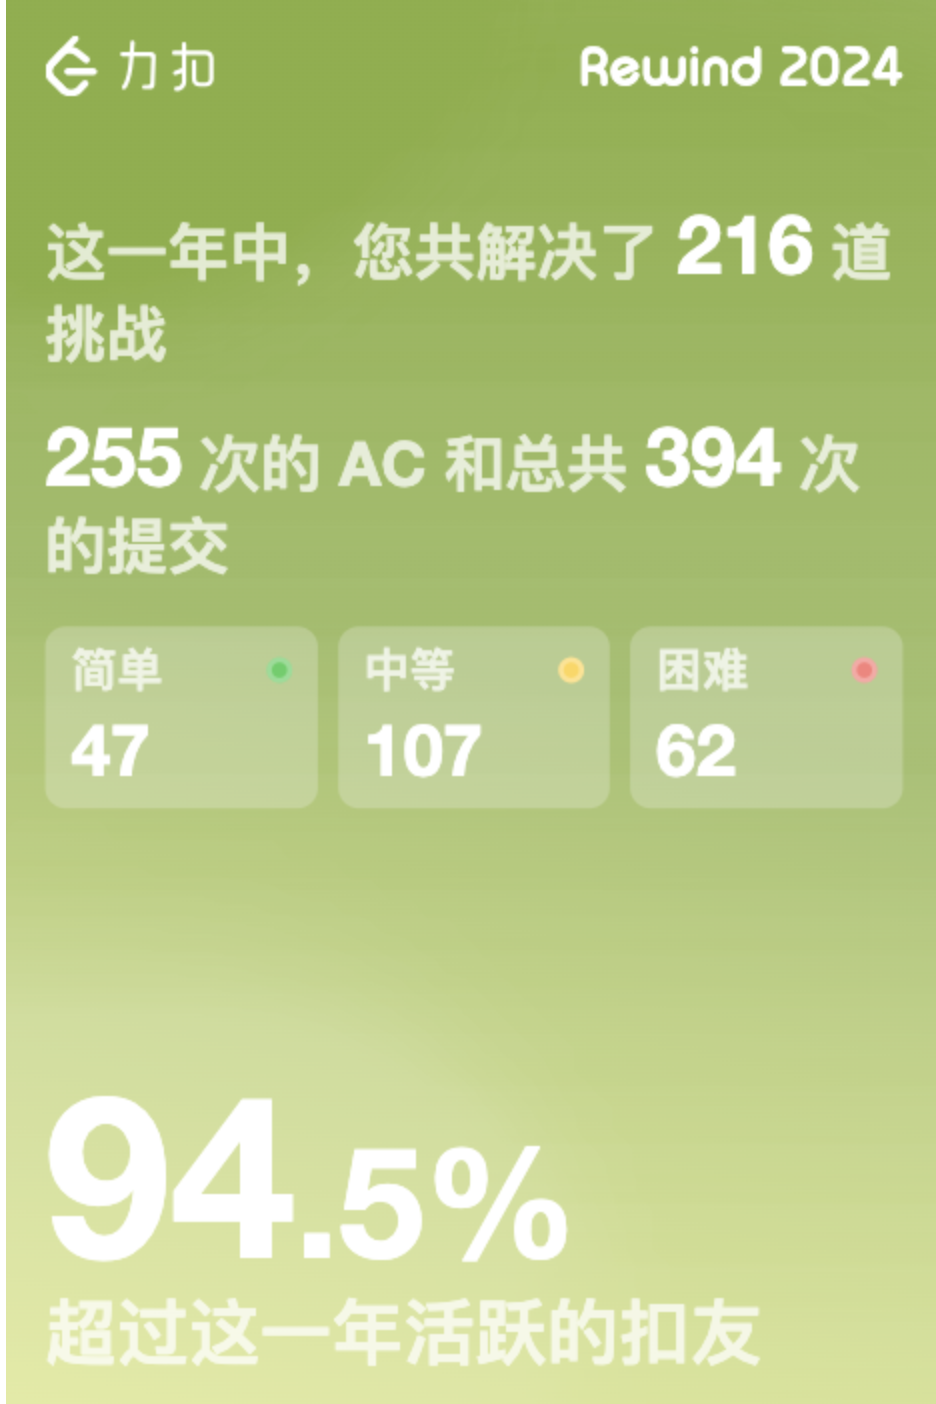 力扣
Rewind 2024
这一年中，您共解决了 216 道
挑战
255 次的 AC 和总共 394 次
的提交
简单
中等
困难
47
107
62
94.5%
超过这一年活跃的扣友